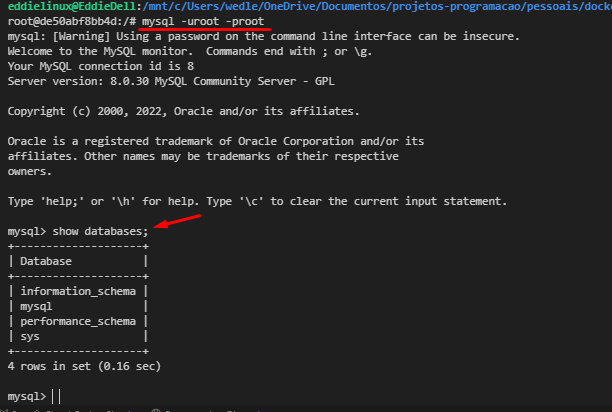 eddielinux@EddieDell:/mnt/c/Users/wedle/OneDrive/Documentos/projetos-programacao/pessoais/docke
root@de50abf8bb4d:/# mysql -uroot -proot
mysql: [Warning] Using a password on the command line interface can be insecure.
Welcome to the MySQL monitor.  Commands end with ; or \g.
Your MySQL connection id is 8
Server version: 8.0.30 MySQL Community Server - GPL

Copyright (c) 2000, 2022, Oracle and/or its affiliates.

Oracle is a registered trademark of Oracle Corporation and/or its
affiliates. Other names may be trademarks of their respective
owners.

Type 'help;' or '\h' for help. Type '\c' to clear the current input statement.

mysql> show databases;
+--------------------+
| Database           |
+--------------------+
| information_schema |
| mysql              |
| performance_schema |
| sys                |
+--------------------+
4 rows in set (0.16 sec)

mysql>